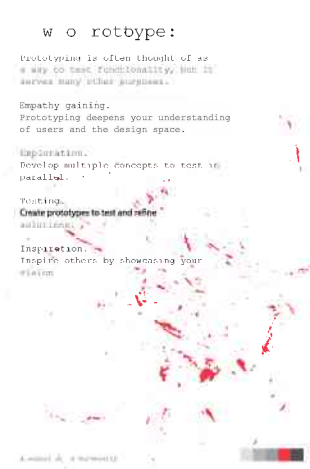 w o rotbype:
Prototyping is often thought of as
a way to test functionality, but it
serves many other purposes.
Empathy gaining.
Prototyping deepens your understanding
of users and the design space.
Exploration.
Develop multiple concepts to test in
parallel.
Testing.
Create prototypes to test and refine
solutions.
Inspiration.
Inspire others by showcasing your
vision